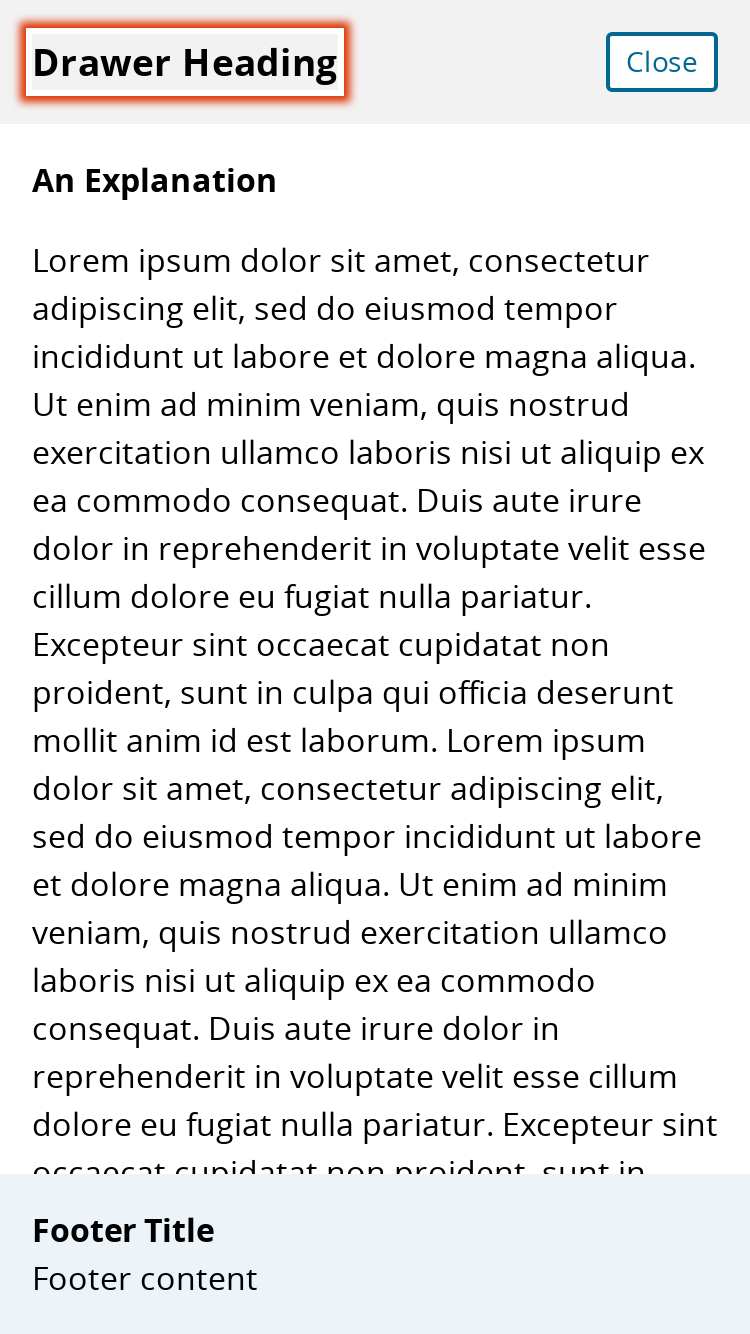 Drawer Heading
Close
An Explanation
Lorem ipsum dolor sit amet, consectetur
adipiscing elit, sed do eiusmod tempor
incididunt ut labore et dolore magna aliqua.
Ut enim ad minim veniam, quis nostrud
exercitation ullamco laboris nisi ut aliquip ex
ea commodo consequat. Duis aute irure
dolor in reprehenderit in voluptate velit esse
cillum dolore eu fugiat nulla pariatur.
Excepteur sint occaecat cupidatat non
proident, sunt in culpa qui officia deserunt
mollit anim id est laborum. Lorem ipsum
dolor sit amet, consectetur adipiscing elit,
sed do eiusmod tempor incididunt ut labore
et dolore magna aliqua. Ut enim ad minim
veniam, quis nostrud exercitation ullamco
laboris nisi ut aliquip ex ea commodo
consequat. Duis aute irure dolor in
reprehenderit in voluptate velit esse cillum
dolore eu fugiat nulla pariatur. Excepteur sint
occaecat cupidatat non proident, sunt in
Footer Title
Footer content